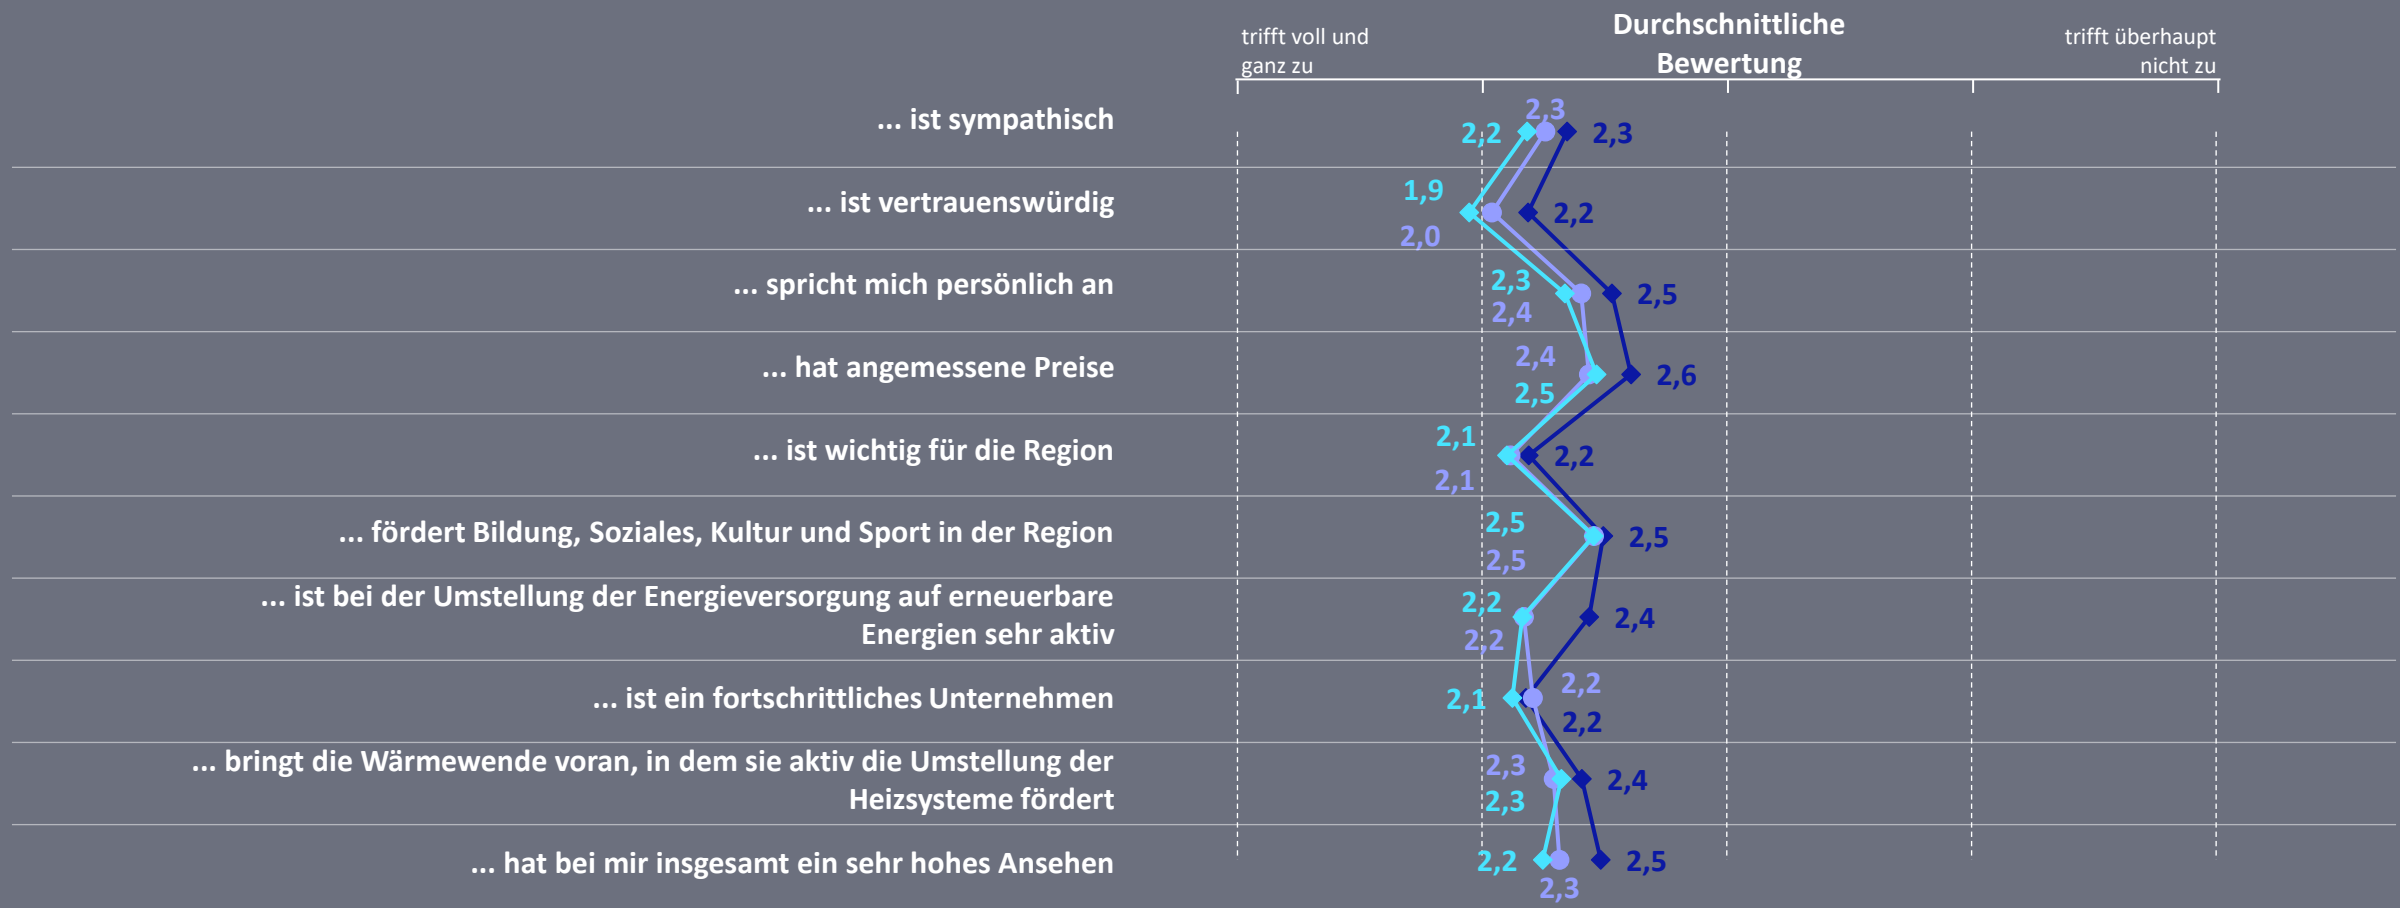 trifft voll und
ganz zu
Durchschnittliche
Bewertung
trifft überhaupt
nicht zu
... ist sympathisch
2,2
2,3
2,3
... ist vertrauenswürdig
1,9
2,0
2,2
... spricht mich persönlich an
2,3
2,4
2,5
... hat angemessene Preise
2,4
2,5
2,6
... ist wichtig für die Region
2,1
2,1
2,2
... fördert Bildung, Soziales, Kultur und Sport in der Region
2,5
2,5
2,5
... ist bei der Umstellung der Energieversorgung auf erneuerbare
Energien sehr aktiv
2,2
2,2
2,4
... ist ein fortschrittliches Unternehmen
2,1
2,2
2,2
... bringt die Wärmewende voran, in dem sie aktiv die Umstellung der
Heizsysteme fördert
2,3
2,3
2,4
... hat bei mir insgesamt ein sehr hohes Ansehen
2,2
2,3
2,5